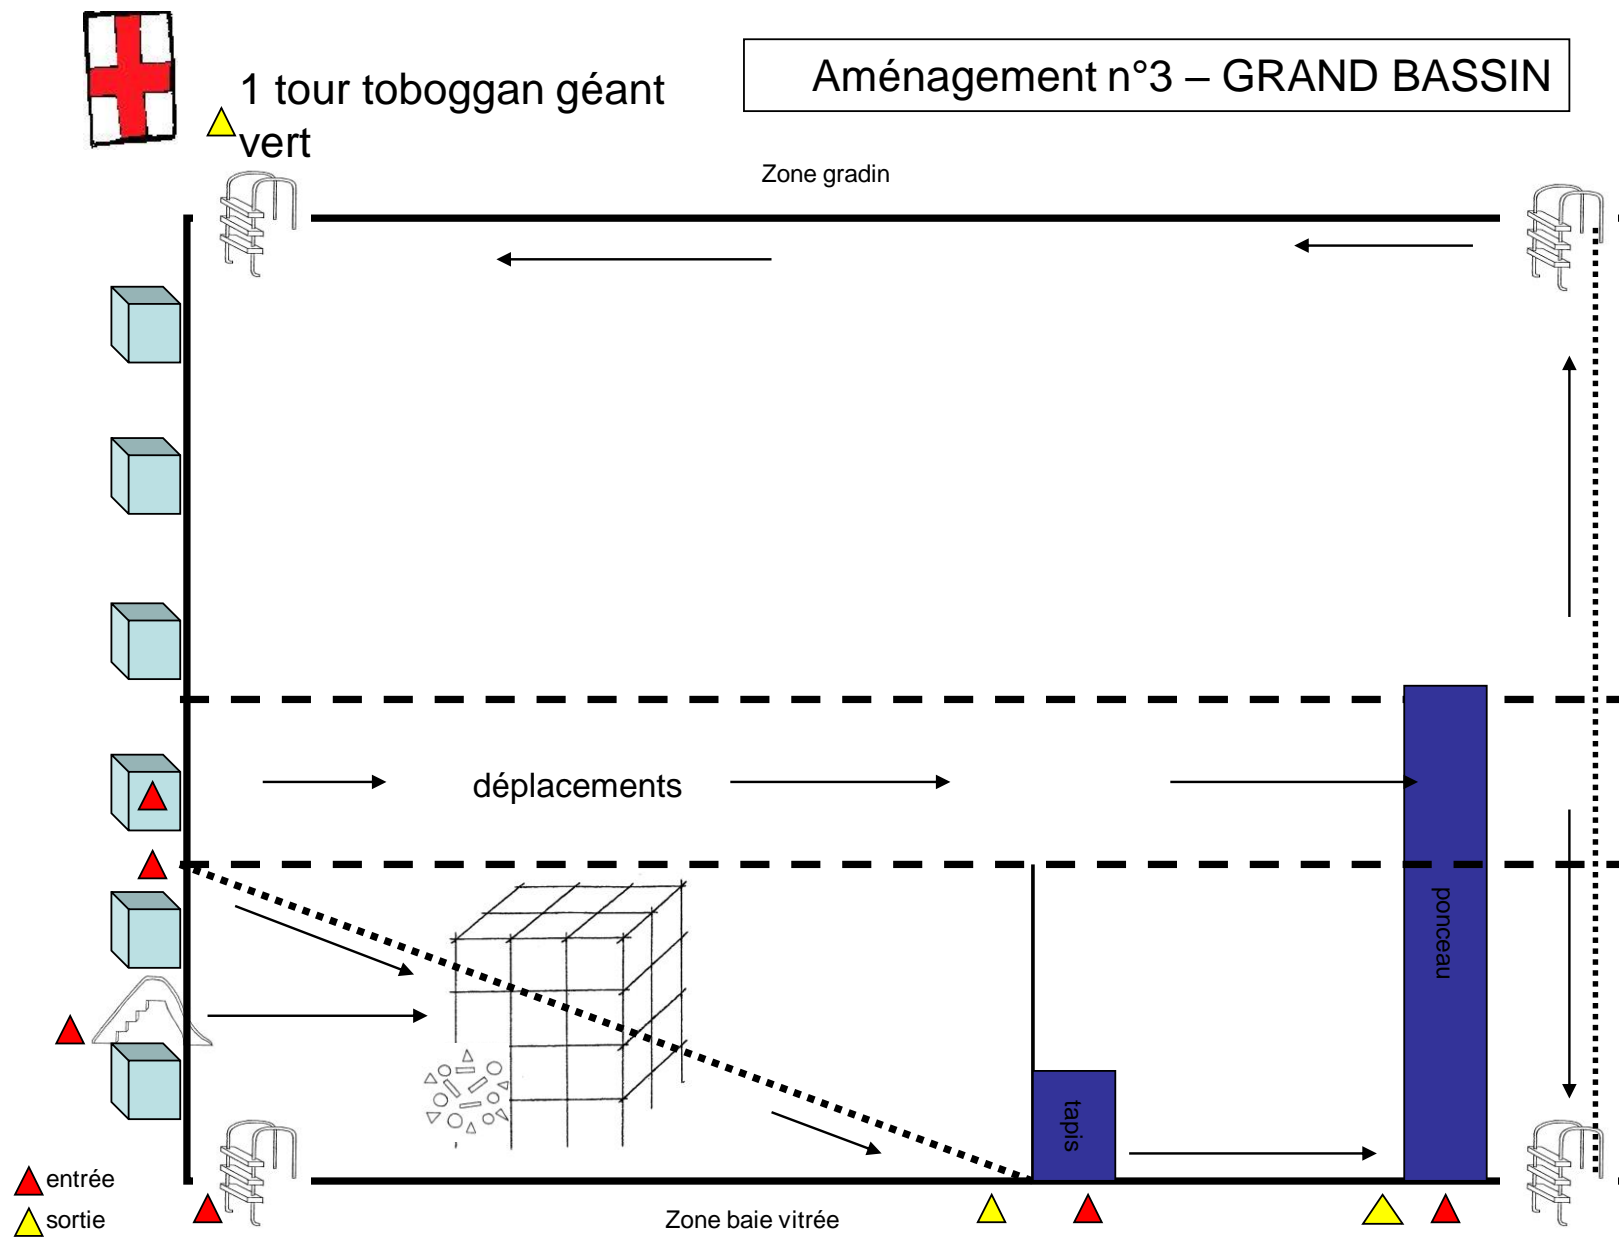 1 tour toboggan géant
vert
Aménagement n°3 – GRAND BASSIN
Zone gradin
déplacements
ponceau
tapis
entrée
sortie
Zone baie vitrée